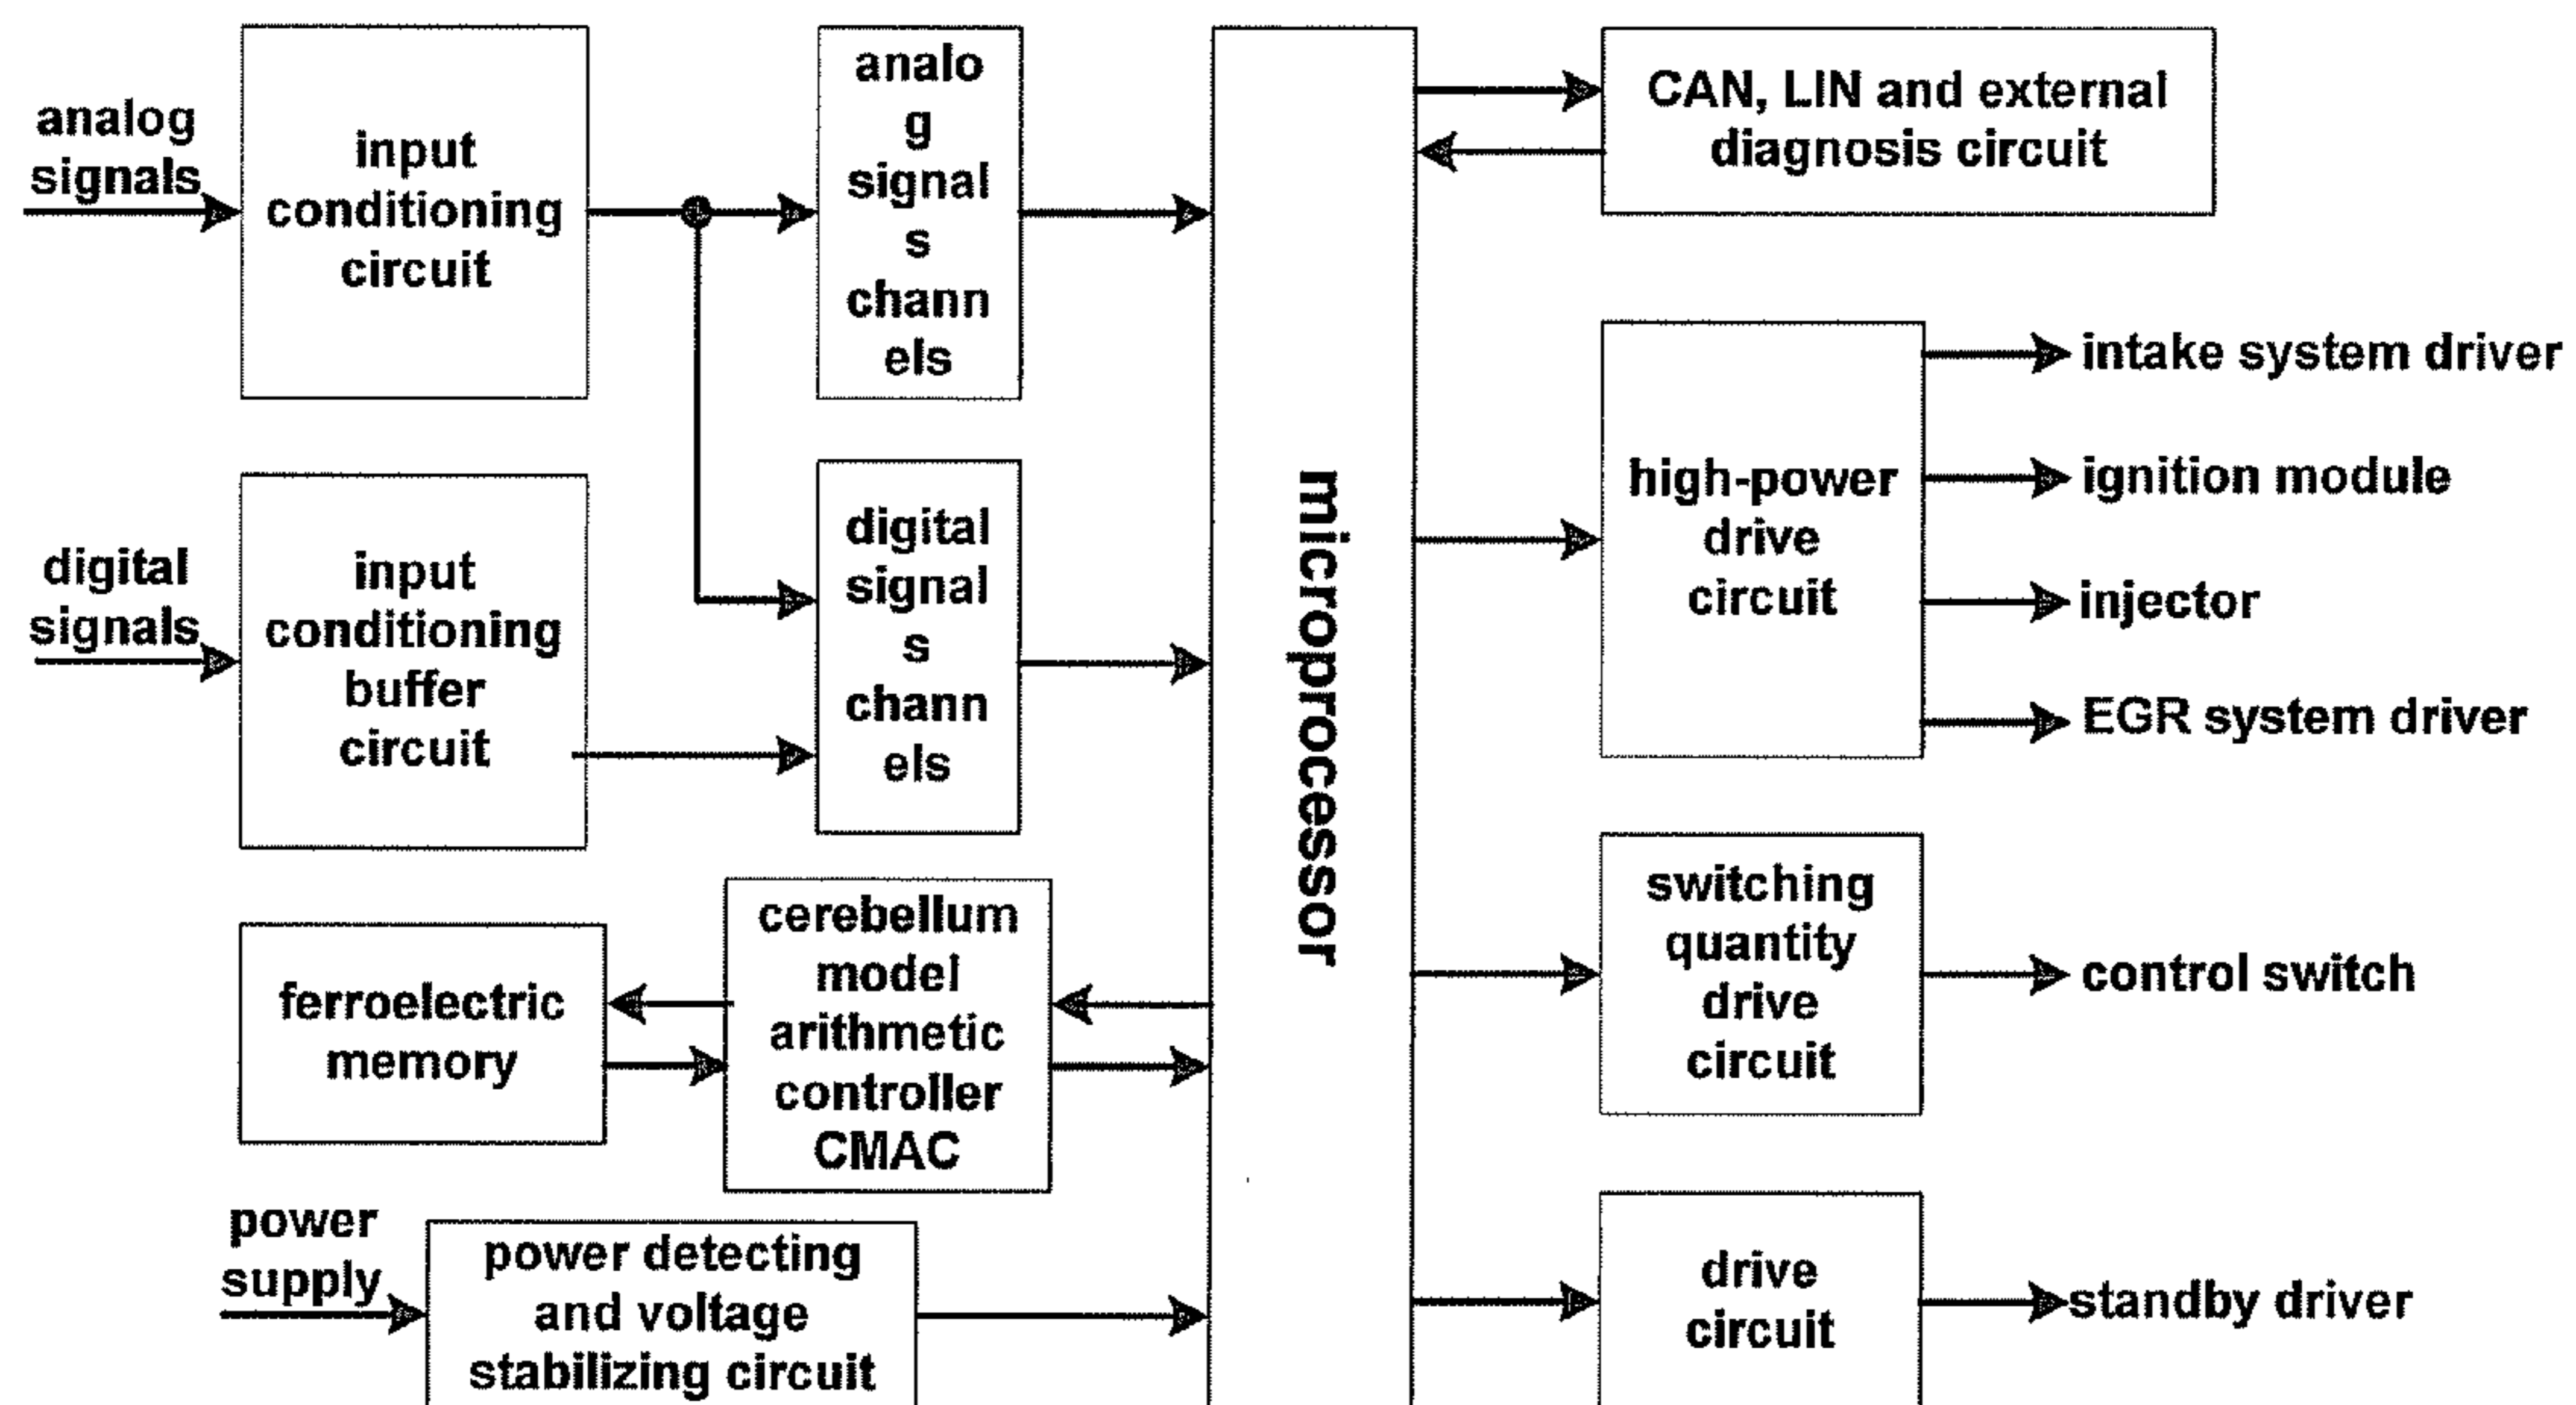 analog
signals
input
conditioning
circuit
analo
g
signal
s
chann
els
digital
signals
input
conditioning
buffer
circuit
digital
signal
s
chann
els
ferroelectric
memory
cerebellum
model
arithmetic
controller
CMAC
power
supply
power detecting
and voltage
stabilizing circuit
microprocessor
CAN, LIN and external
diagnosis circuit
high-power
drive
circuit
intake system driver
ignition module
injector
EGR system driver
switching
quantity
drive
circuit
control switch
drive
circuit
standby driver